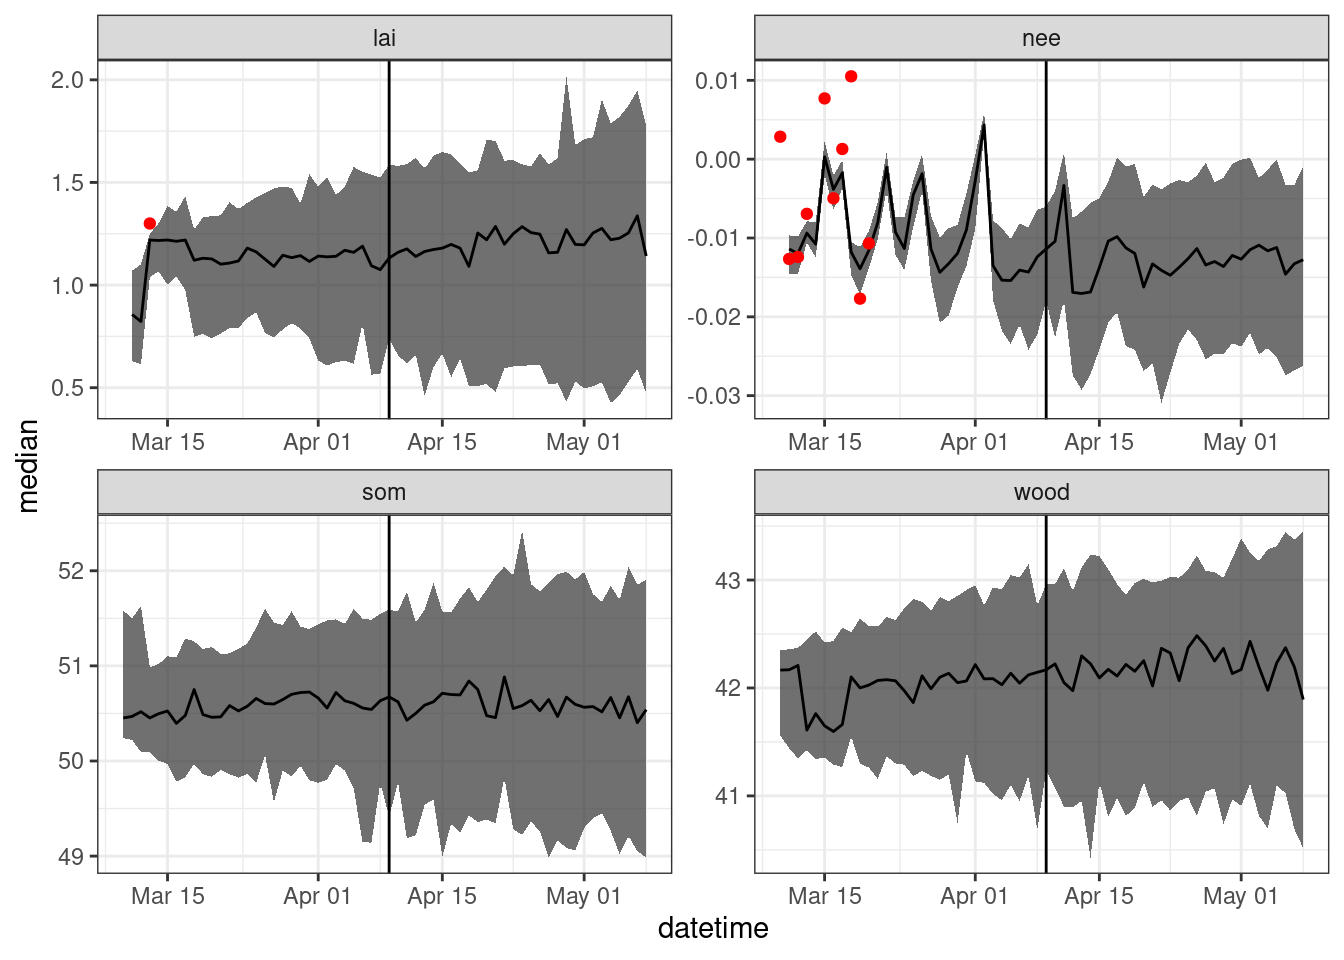 lai
nee
2.0
1.5
1.0
0.5
0.01
0.00
-0.01
-0.02
-0.03
Mar 15 Apr 01 Apr 15 May 01
Mar 15 Apr 01 Apr 15 May 01
median
som
wood
52
51
50
49
43
42
41
Mar 15 Apr 01 Apr 15 May 01
Mar 15 Apr 01 Apr 15 May 01
datetime